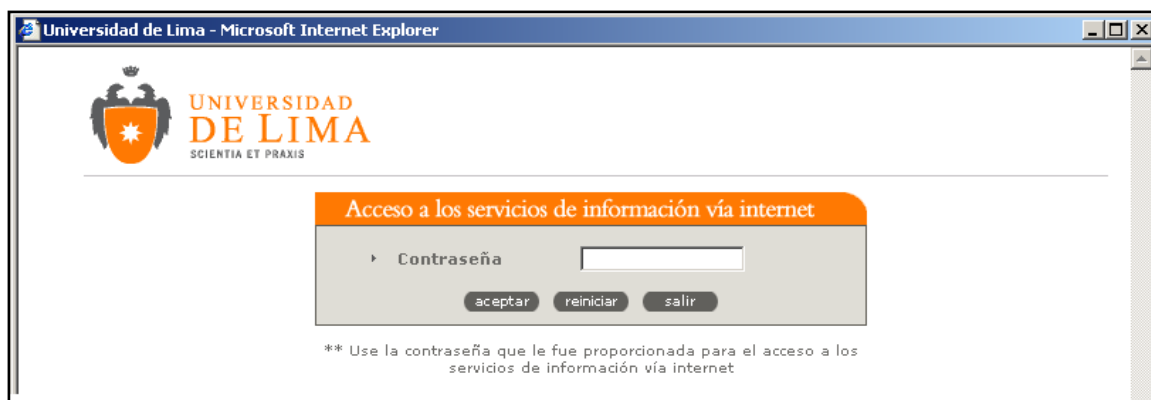 Universidad de Lima - Microsoft Internet Explorer
UNIVERSIDAD
DE LIMA
SCIENTIA ET PRAXIS
Acceso a los servicios de información vía internet
Contraseña
aceptar reiniciar salir
** Use la contraseña que le fue proporcionada para el acceso a los
servicios de información vía internet